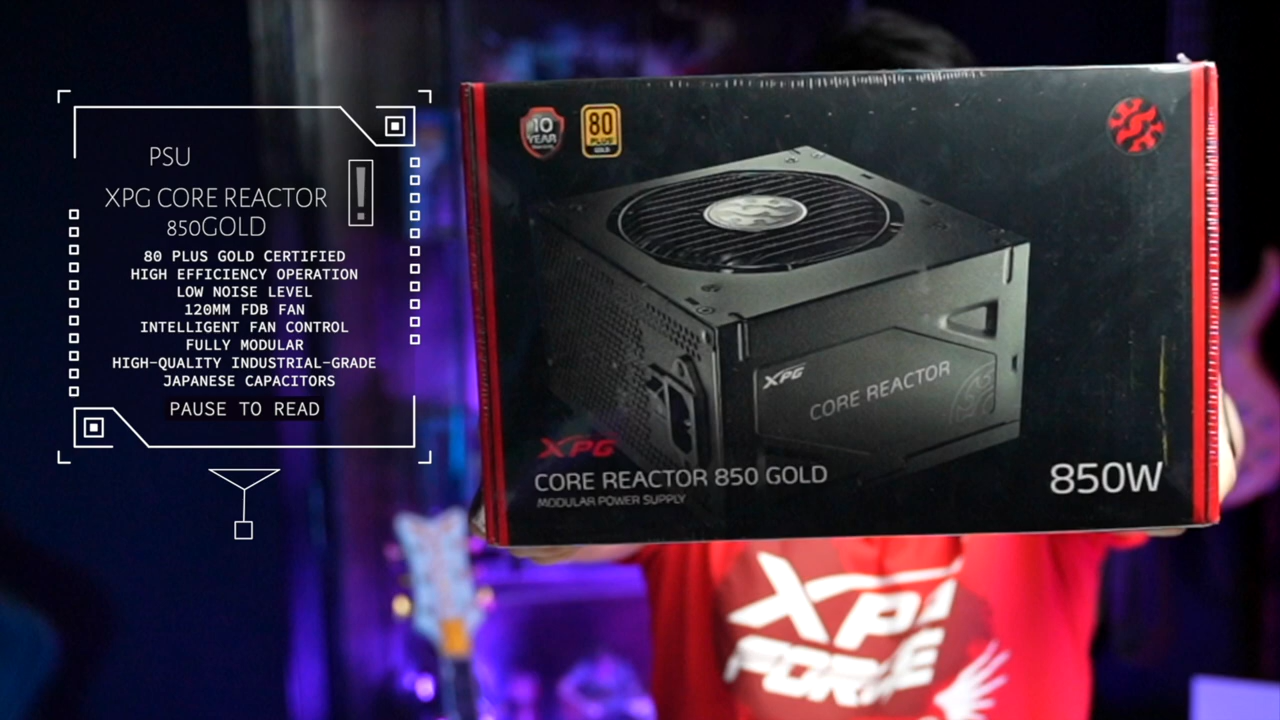 PSU
XPG CORE REACTOR
850GOLD
80 PLUS GOLD CERTIFIED
HIGH EFFICIENCY OPERATION
LOW NOISE LEVEL
120MM FDB FAN
INTELLIGENT FAN CONTROL
FULLY MODULAR
HIGH-QUALITY INDUSTRIAL-GRADE
JAPANESE CAPACITORS
PAUSE TO READ
10
YEAR
80
PLUS
GOLD
XPG
CORE REACTOR
XPG
CORE REACTOR 850 GOLD
MODULAR POWER SUPPLY
850W
XPG
FORGE